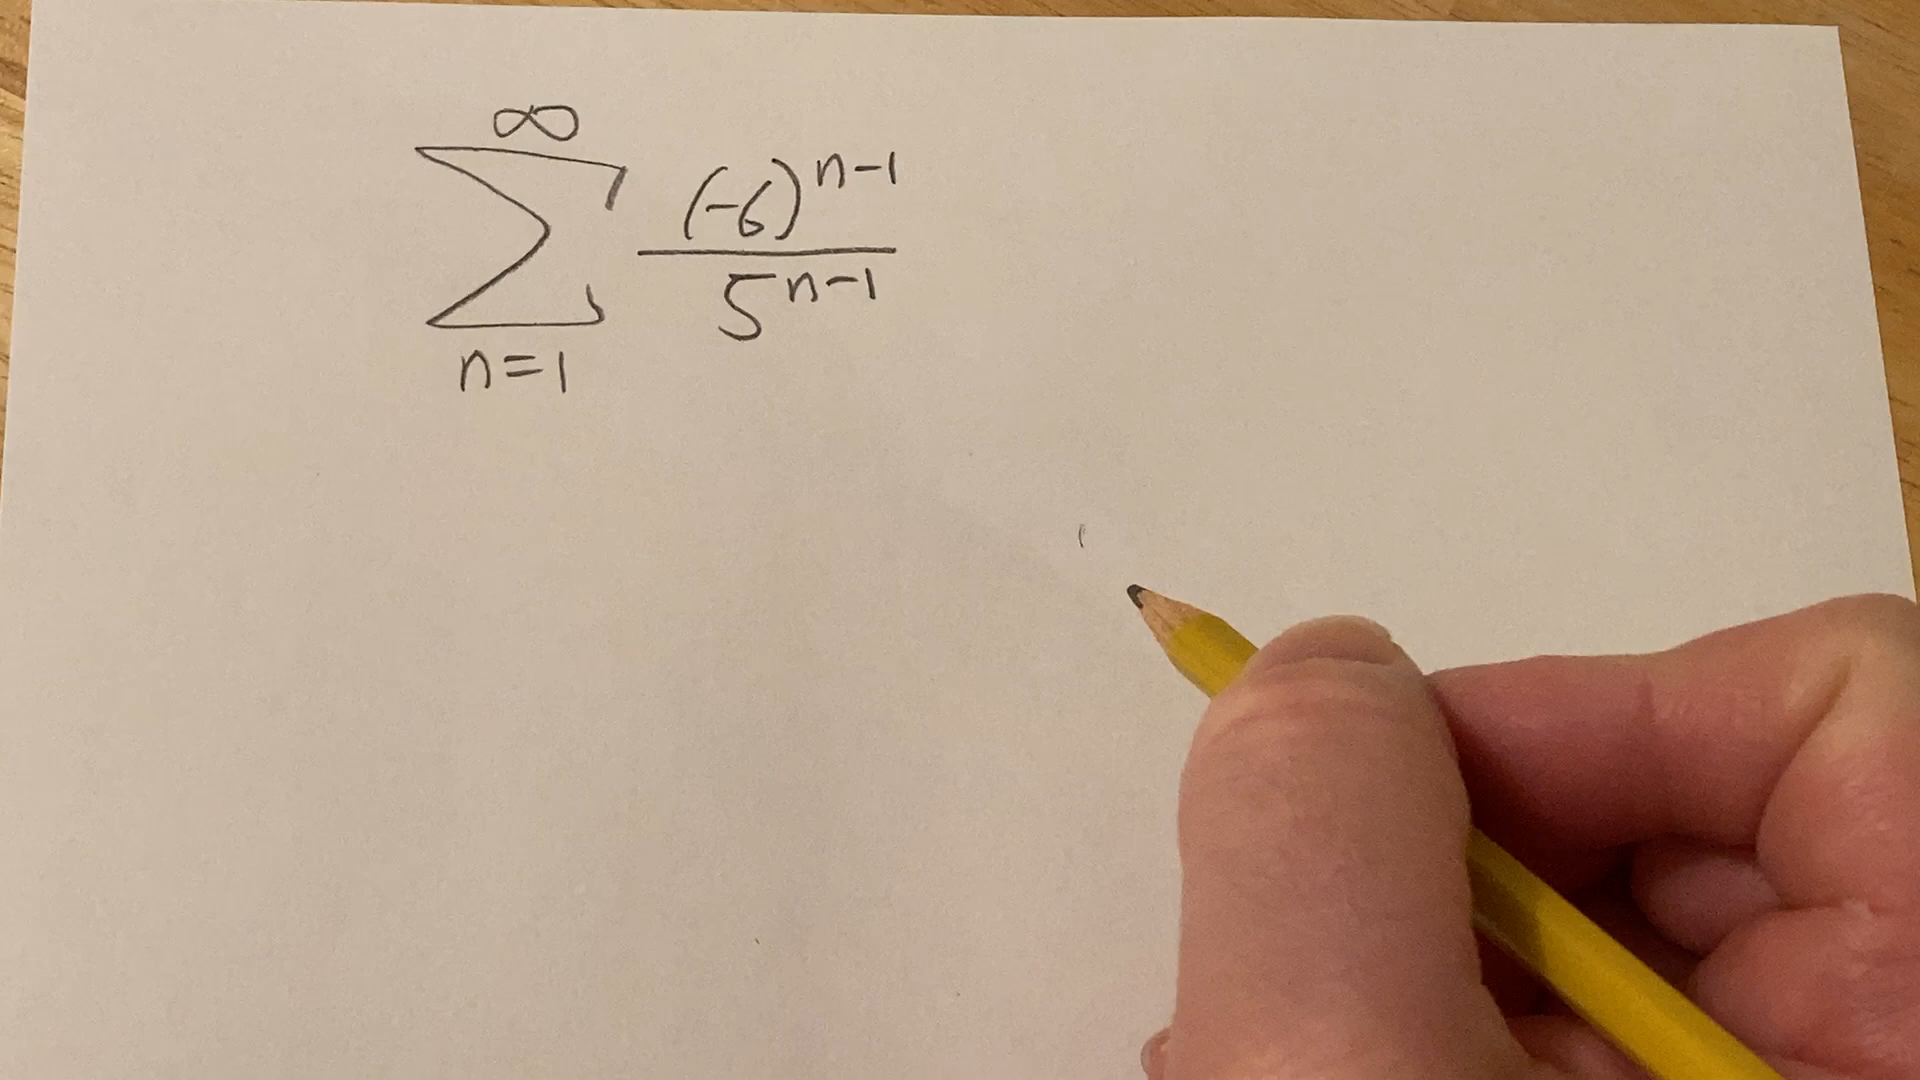 ∞
∑ (-6)^{n-1} / 5^{n-1}
n=1